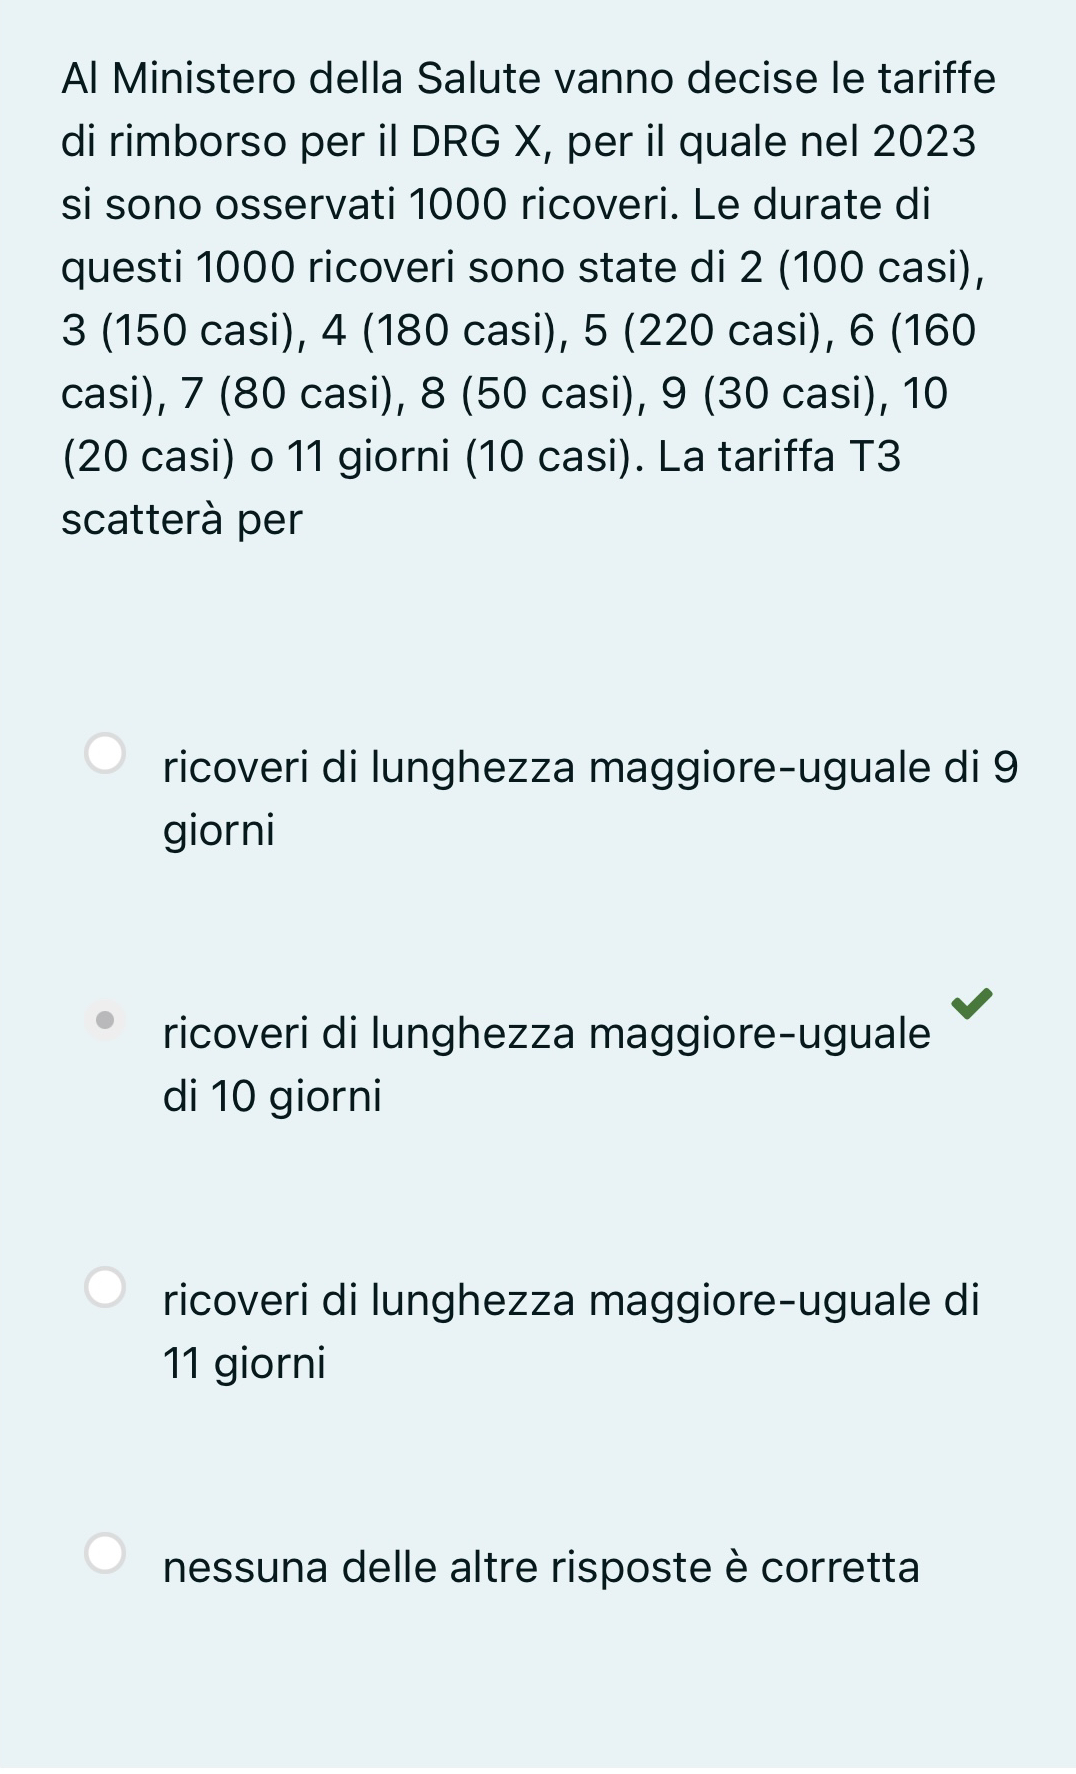 Al Ministero della Salute vanno decise le tariffe
di rimborso per il DRG X, per il quale nel 2023
si sono osservati 1000 ricoveri. Le durate di
questi 1000 ricoveri sono state di 2 (100 casi),
3 (150 casi), 4 (180 casi), 5 (220 casi), 6 (160
casi), 7 (80 casi), 8 (50 casi), 9 (30 casi), 10
(20 casi) o 11 giorni (10 casi). La tariffa T3
scatterà per
ricoveri di lunghezza maggiore-uguale di 9
giorni
ricoveri di lunghezza maggiore-uguale
di 10 giorni
ricoveri di lunghezza maggiore-uguale di
11 giorni
nessuna delle altre risposte è corretta